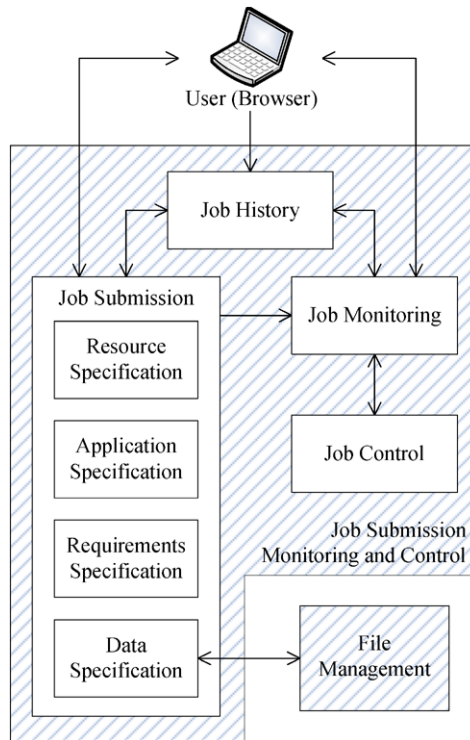 User (Browser)
Job History
Job Submission
Resource
Specification
Application
Specification
Requirements
Specification
Data
Specification
Job Monitoring
Job Control
Job Submission
Monitoring and Control
File
Management